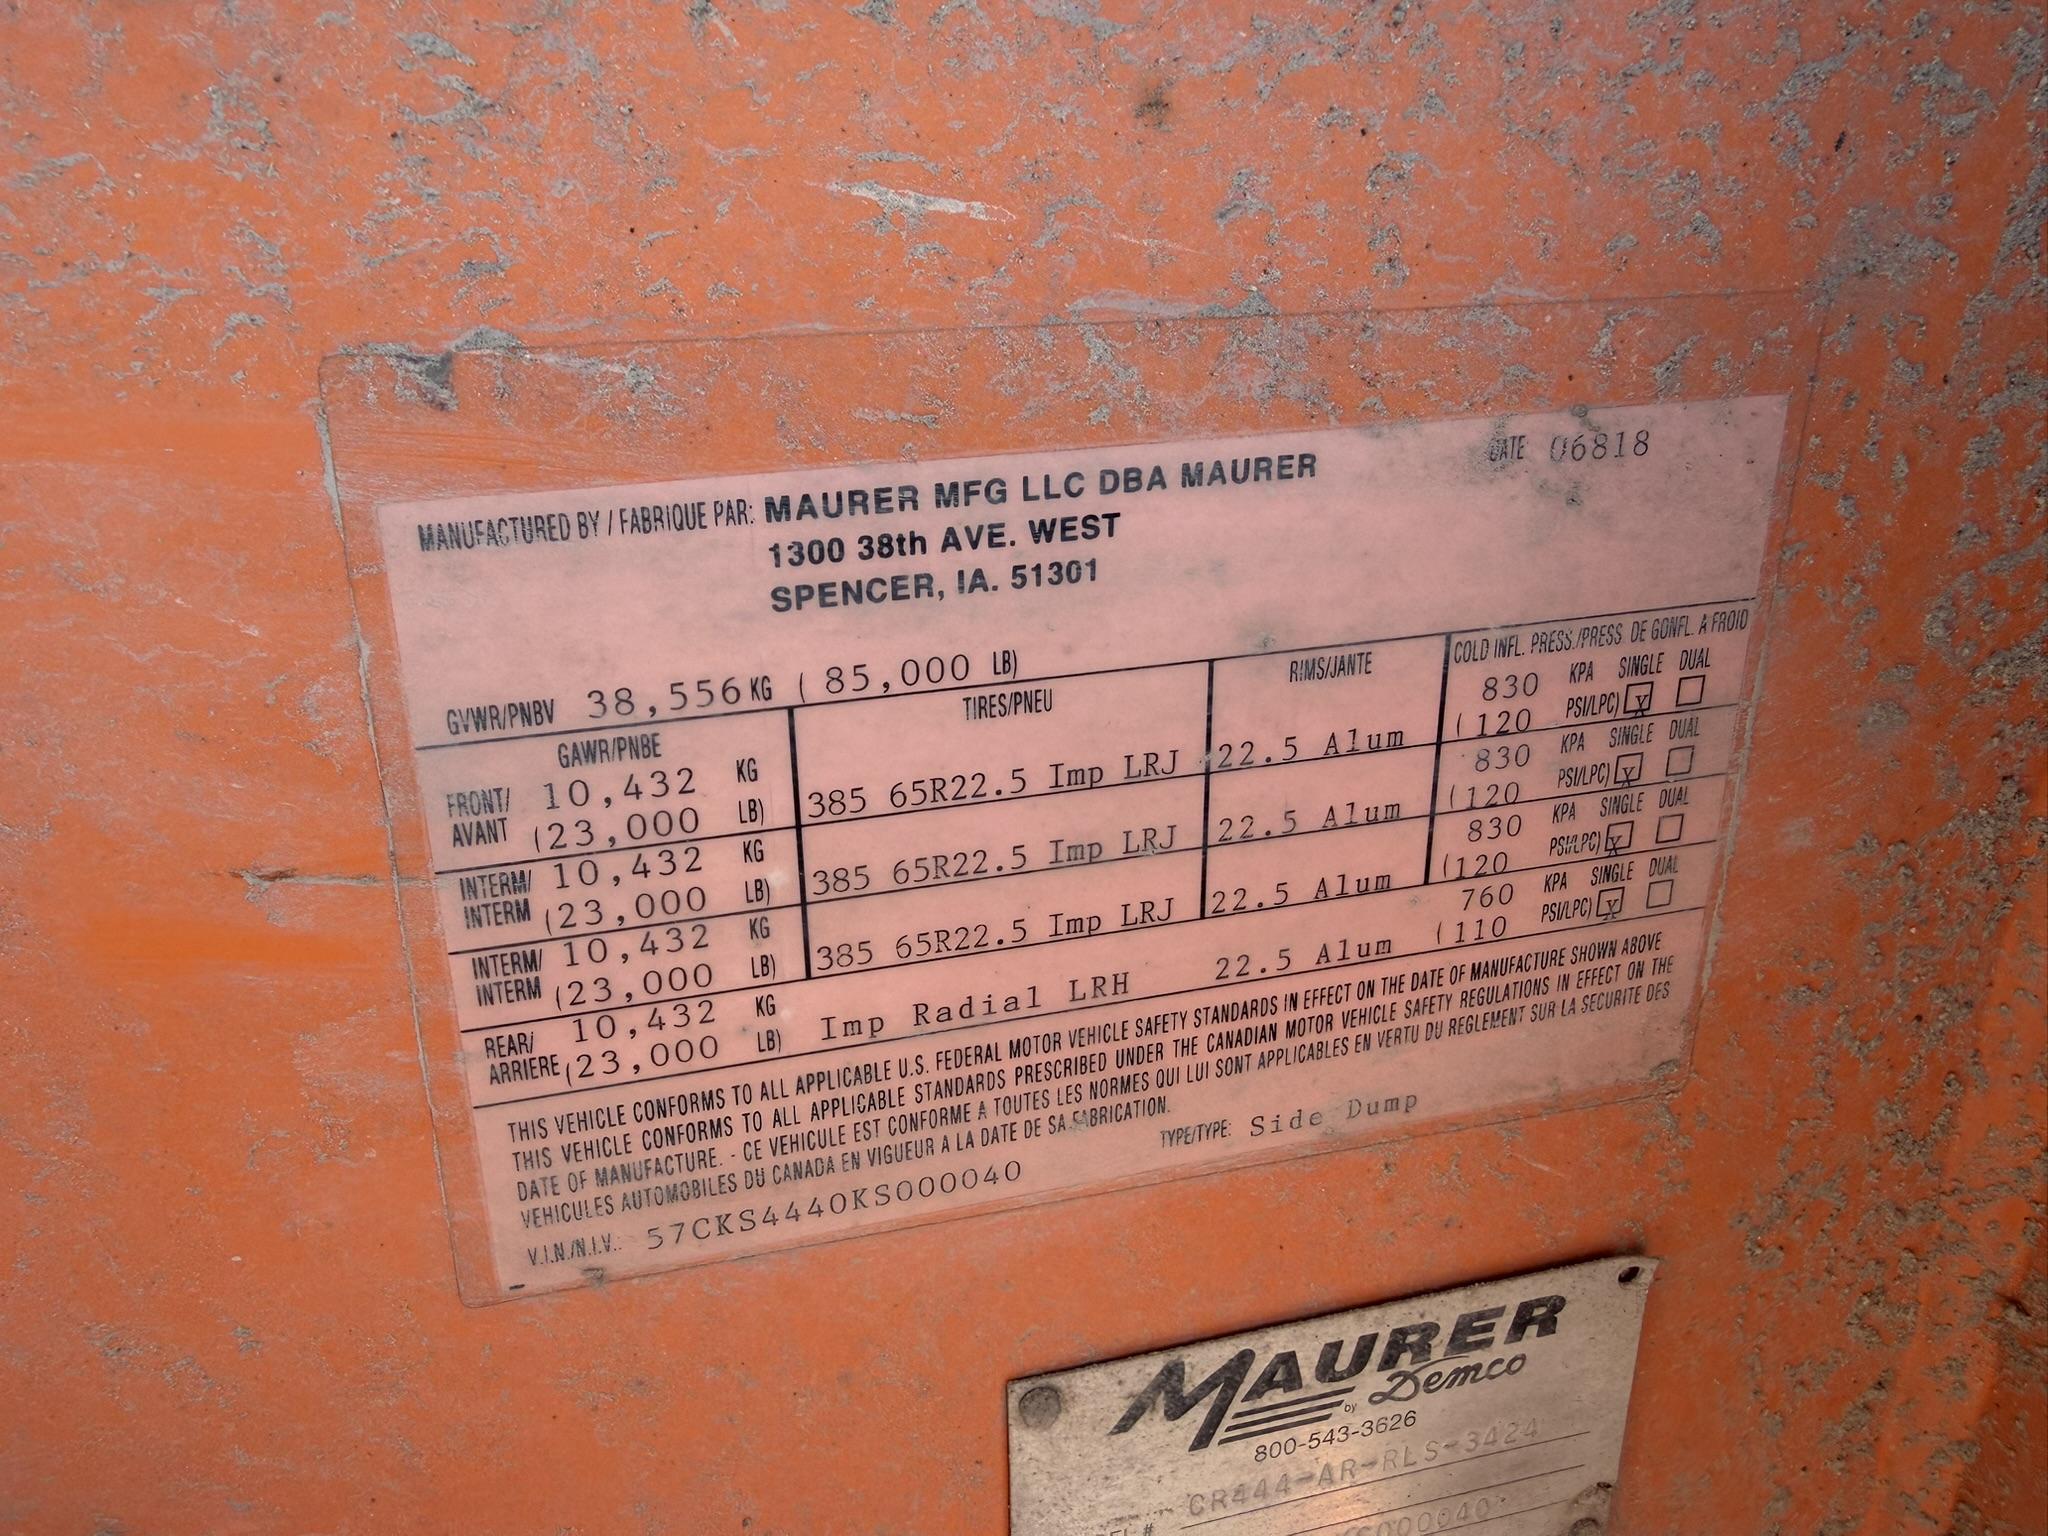 DATE 06818
MANUFACTURED BY / FABRIQUE PAR: MAURER MFG LLC DBA MAURER
1300 38th AVE. WEST
SPENCER, IA. 51301
GVWR/PNBV 38,556 KG ( 85,000 LB)
GAWR/PNBE TIRES/PNEU RIMS/JANTE COLD INFL. PRESS./PRESS DE GONFL. A FROID
FRONT/ 10,432 KG 830 KPA SINGLE DUAL
AVANT (23,000 LB) 385 65R22.5 Imp LRJ 22.5 Alum (120 PSI/LPC) X
INTERM/ 10,432 KG 830 KPA SINGLE DUAL
INTERM (23,000 LB) 385 65R22.5 Imp LRJ 22.5 Alum (120 PSI/LPC) X
INTERM/ 10,432 KG 830 KPA SINGLE DUAL
INTERM (23,000 LB) 385 65R22.5 Imp LRJ 22.5 Alum (120 PSI/LPC) X
REAR/ 10,432 KG 760 KPA SINGLE DUAL
ARRIERE (23,000 LB) Imp Radial LRH 22.5 Alum (110 PSI/LPC) X
THIS VEHICLE CONFORMS TO ALL APPLICABLE U.S. FEDERAL MOTOR VEHICLE SAFETY STANDARDS IN EFFECT ON THE DATE OF MANUFACTURE SHOWN ABOVE
THIS VEHICLE CONFORMS TO ALL APPLICABLE STANDARDS PRESCRIBED UNDER THE CANADIAN MOTOR VEHICLE SAFETY REGULATIONS IN EFFECT ON THE
DATE OF MANUFACTURE. - CE VEHICULE EST CONFORME A TOUTES LES NORMES QUI LUI SONT APPLICABLES EN VERTU DU REGLEMENT SUR LA SECURITE DES
VEHICULES AUTOMOBILES DU CANADA EN VIGUEUR A LA DATE DE SA FABRICATION.
TYPE/TYPE: Side Dump
V.I.N./N.I.V.: 57CKS4440KS000040
MAURER
by Demco
800-543-3626
CR444-AR-RLS-3424
S000040